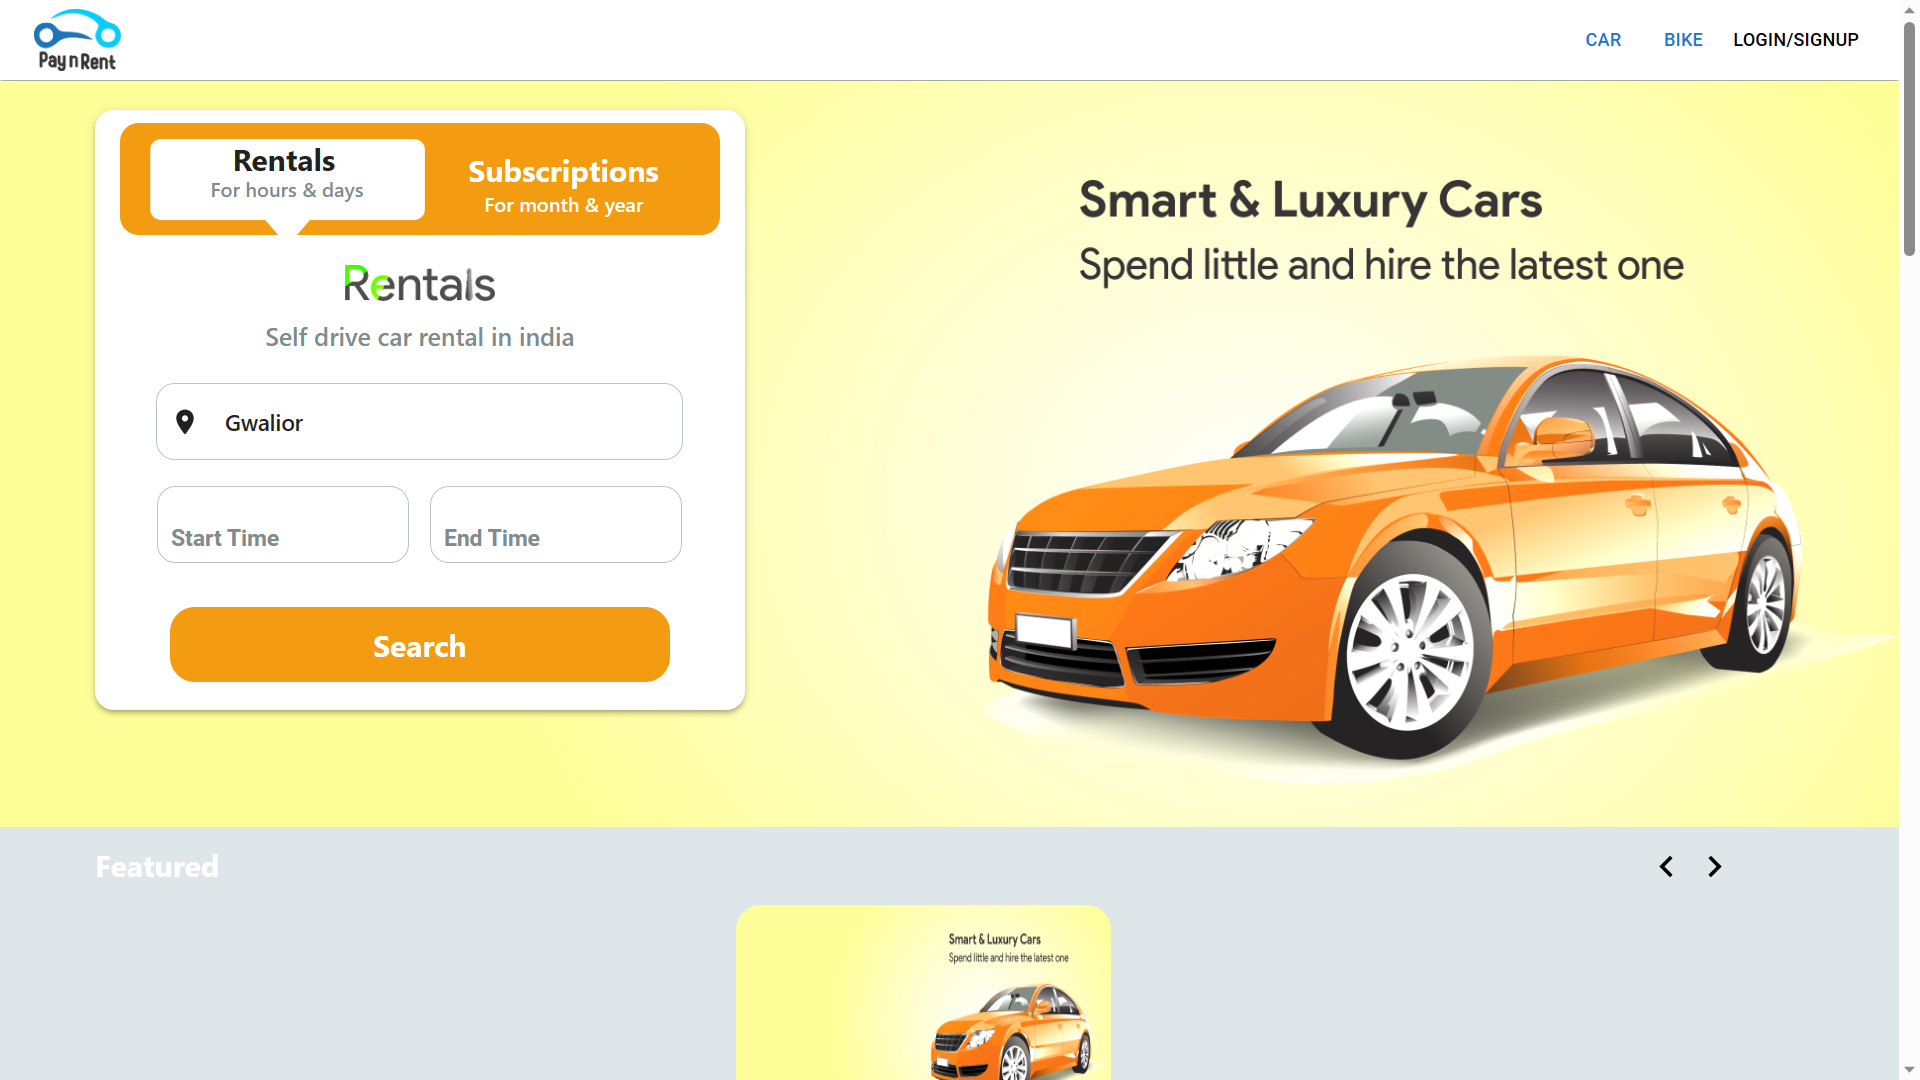 Pay n Rent
CAR
BIKE
LOGIN/SIGNUP
Rentals
For hours & days
Subscriptions
For month & year
Rentals
Self drive car rental in india
Gwalior
Start Time
End Time
Search
Smart & Luxury Cars
Spend little and hire the latest one
Featured
Smart & Luxury Cars
Spend little and hire the latest one